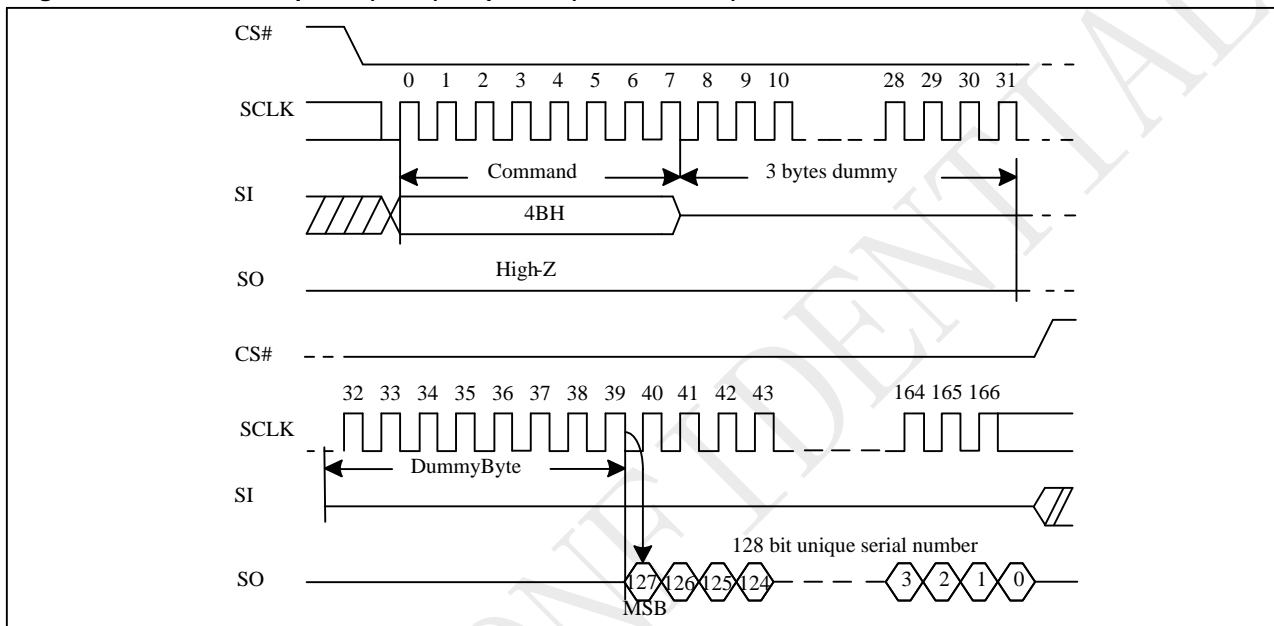 CS#
0 1 2 3 4 5 6 7 8 9 10 28 29 30 31
SCLK
Command 3 bytes dummy
SI
4BH
High-Z
SO
CS#
32 33 34 35 36 37 38 39 40 41 42 43 164 165 166
SCLK
DummyByte
SI
128 bit unique serial number
SO 127 126 125 124 3 2 1 0
MSB